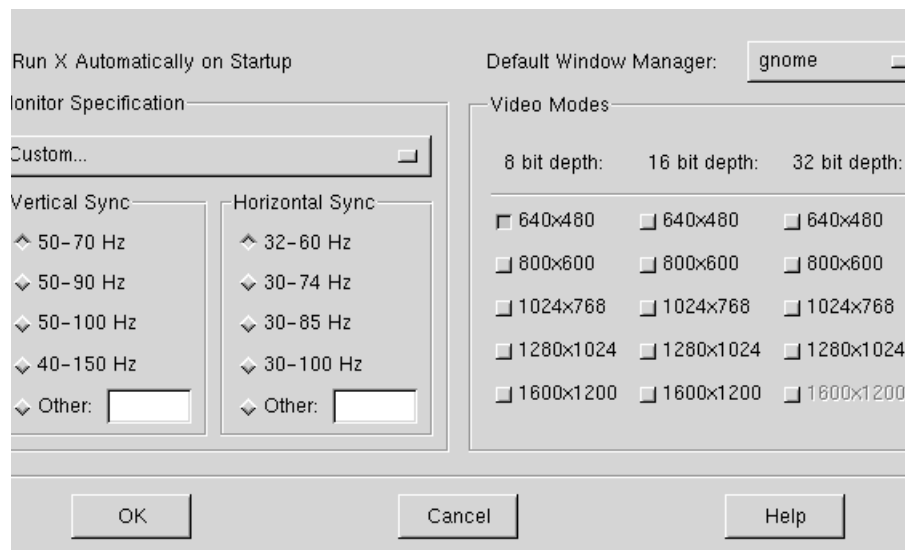 Run X Automatically on Startup
Default Window Manager: gnome
onitor Specification
Video Modes
Custom...
8 bit depth: 16 bit depth: 32 bit depth:
Vertical Sync
Horizontal Sync
50-70 Hz
50-90 Hz
50-100 Hz
40-150 Hz
Other:
32-60 Hz
30-74 Hz
30-85 Hz
30-100 Hz
Other:
640x480 640x480 640x480
800x600 800x600 800x600
1024x768 1024x768 1024x768
1280x1024 1280x1024 1280x1024
1600x1200 1600x1200 1600x1200
OK
Cancel
Help